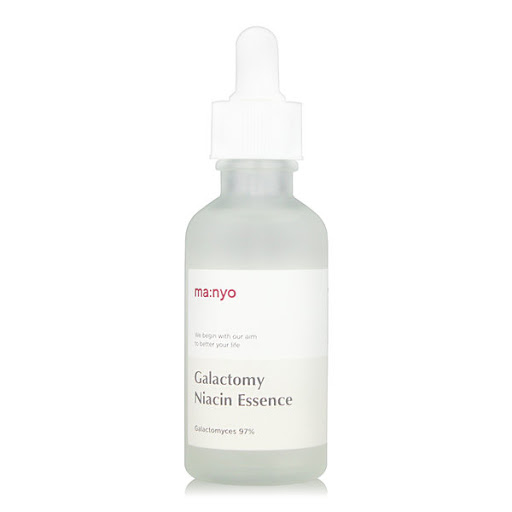 ma:nyo
We begin with our aim
to better your life
Galactomy
Niacin Essence
Galactomyces 97%